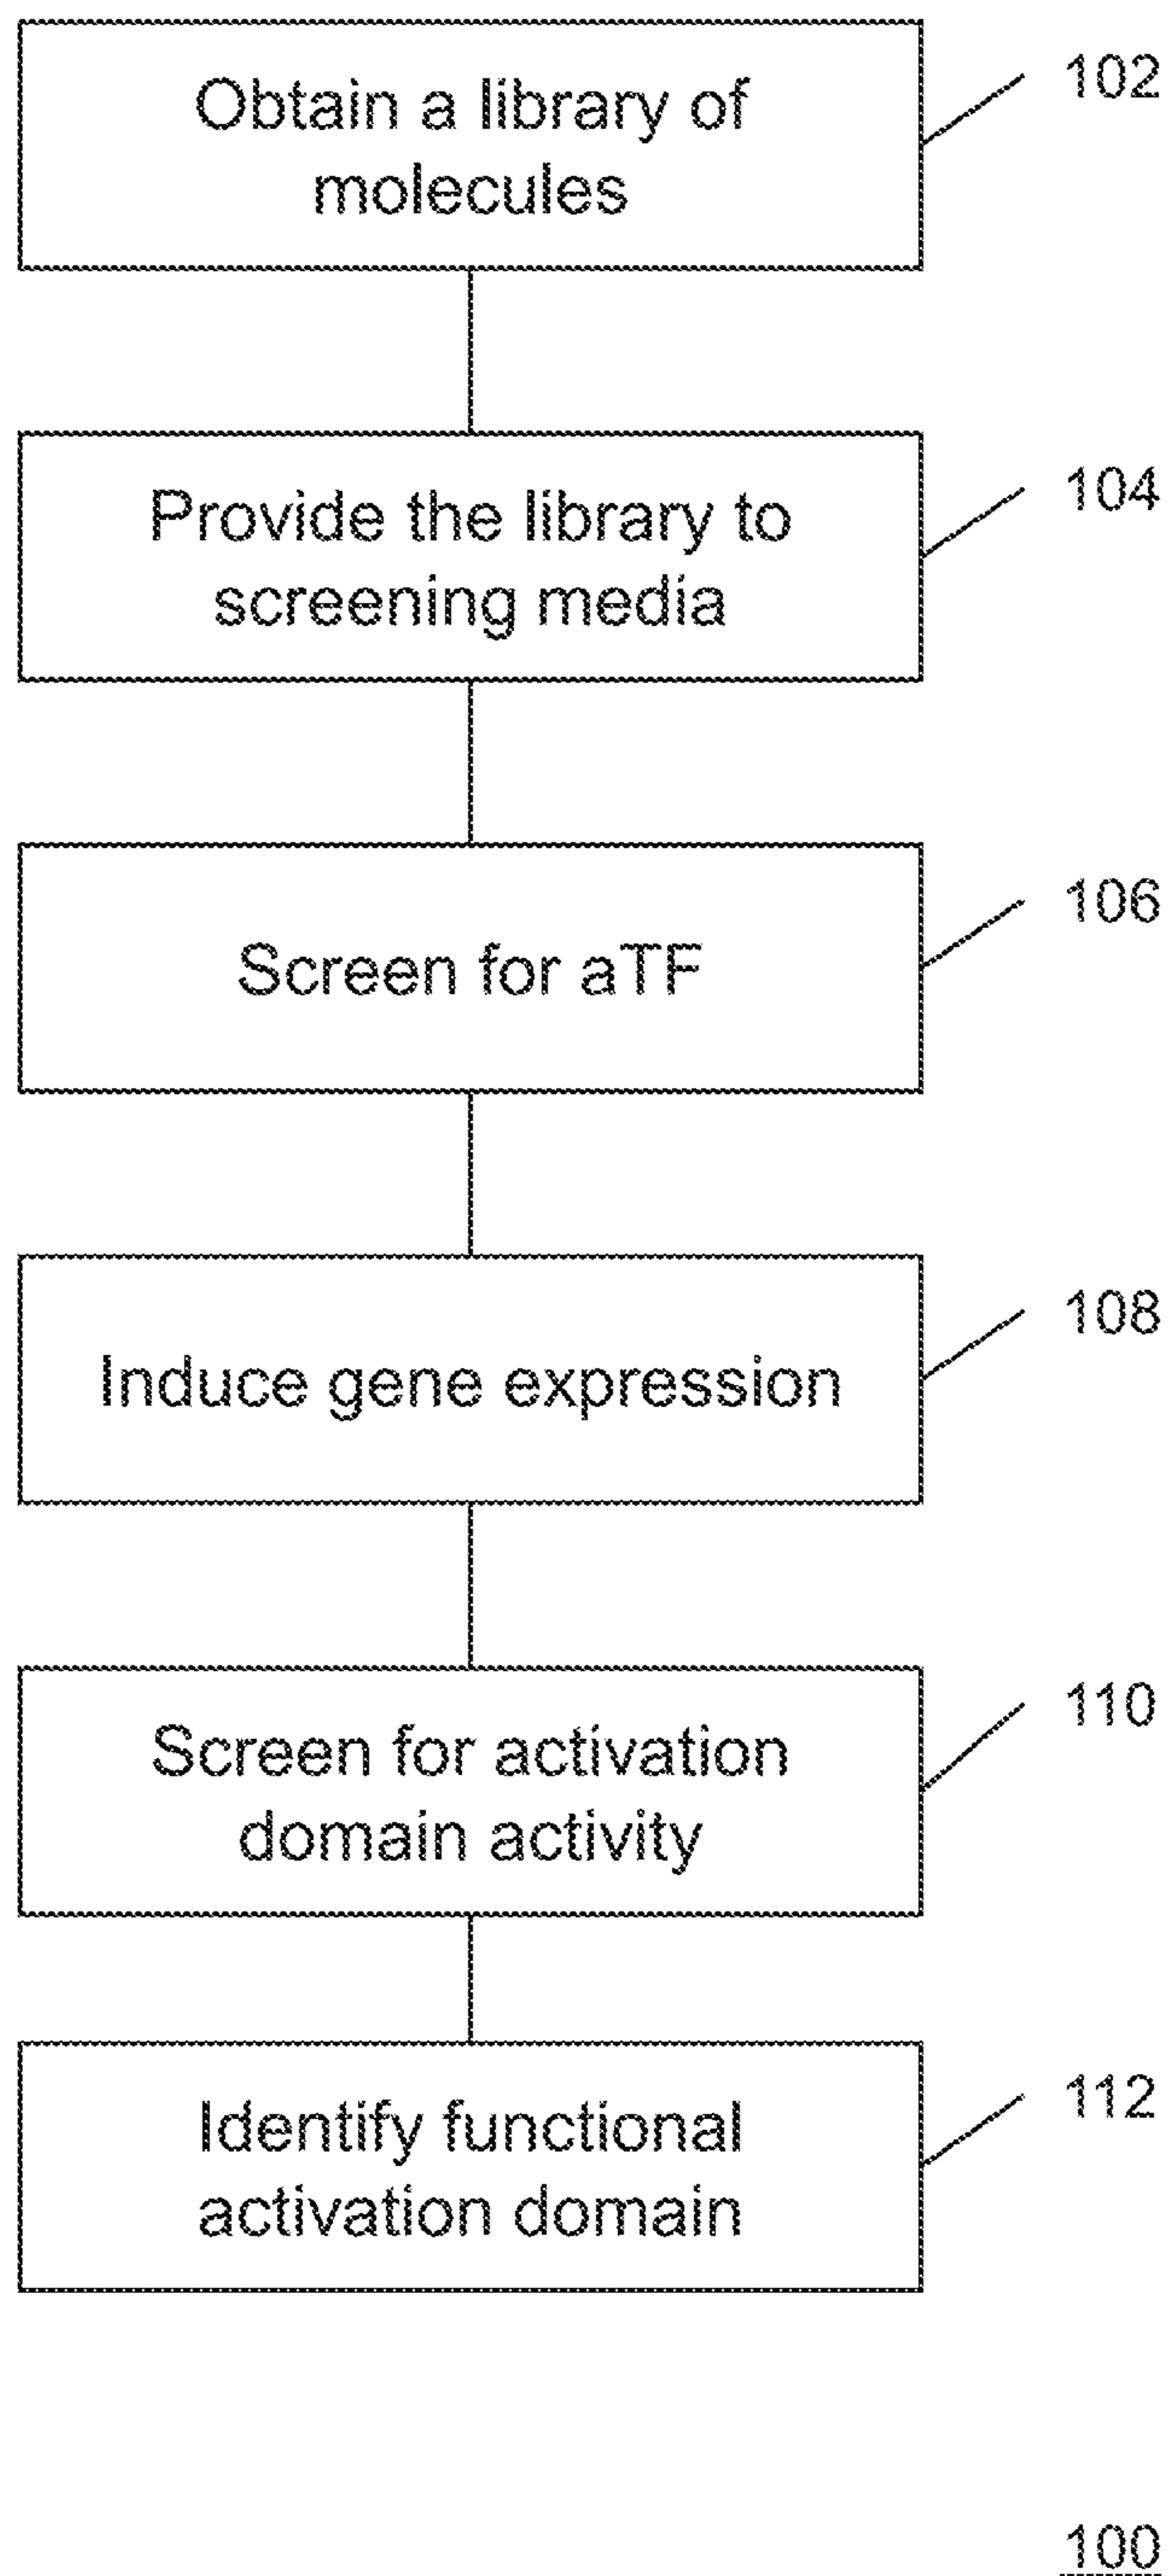 Obtain a library of
molecules
102
Provide the library to
screening media
104
Screen for aTF
106
Induce gene expression
108
Screen for activation
domain activity
110
Identify functional
activation domain
112
100